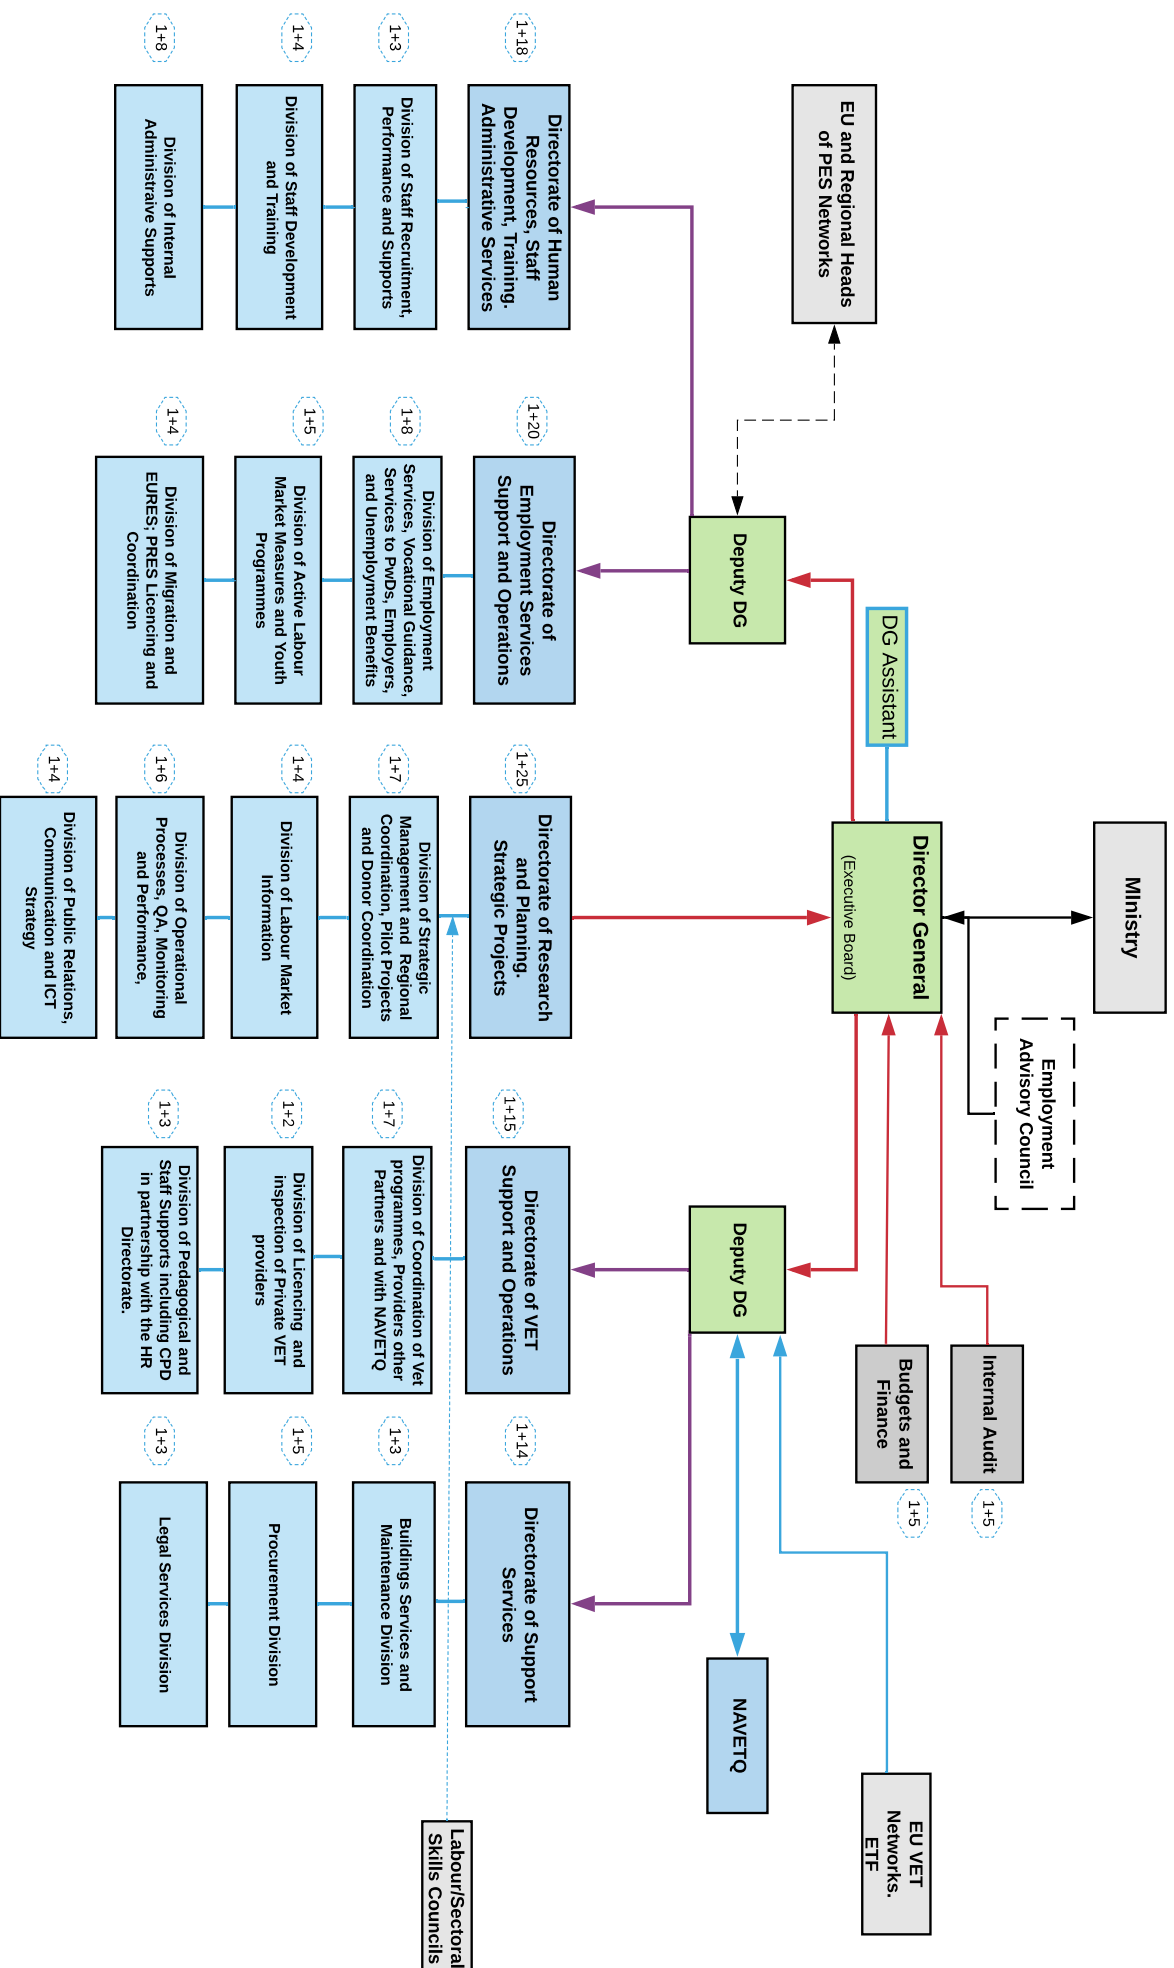 MInistry
Employment
Advisory Council
Director General
(Executive Board)
DG Assistant
Internal Audit
1+5
Budgets and
Finance
1+5
EU and Regional Heads
of PES Networks
EU VET
Networks.
ETF
Deputy DG
Deputy DG
NAVETQ
1+18
Directorate of Human
Resources, Staff
Development, Training.
Administrative Services
1+3
Division of Staff Recruitment,
Performance and Supports
1+4
Division of Staff Development
and Training
1+8
Division of Internal
Administraive Supports
1+20
Directorate of
Employment Services
Support and Operations
1+8
Division of Employment
Services, Vocational Guidance,
Services to PwDs, Employers,
and Unemployment Benefits
1+5
Division of Active Labour
Market Measures and Youth
Programmes
1+4
Division of Migration and
EURES; PRES Licencing and
Coordination
1+25
Directorate of Research
and Planning.
Strategic Projects
1+7
Division of Strategic
Management and Regional
Coordination, Pilot Projects
and Donor Coordination
1+4
Division of Labour Market
Information
1+6
Division of Operational
Processes, QA, Monitoring
and Performance,
1+4
Division of Public Relations,
Communication and ICT
Strategy
1+15
Directorate of VET
Support and Operations
1+7
Division of Coordination of Vet
programmes, Providers other
Partners and with NAVETQ
1+2
Division of Licencing and
inspection of Private VET
providers
1+3
Division of Pedagogical and
Staff Supports including CPD
in partnership with the HR
Directorate.
1+14
Directorate of Support
Services
1+3
Buildings Services and
Maintenance Division
1+5
Procurement Division
1+3
Legal Services Division
Labour/Sectoral
Skills Councils